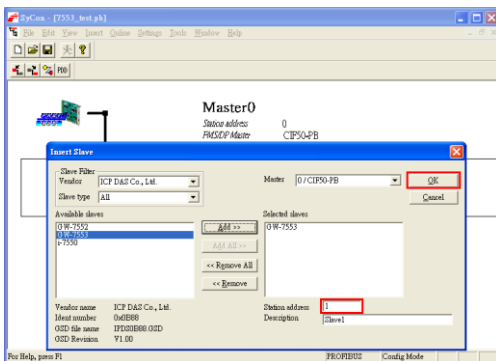 SyCon - [7553_test.pb]
File Edit View Insert Online Settings Tools Window Help
Master0
Station address 0
FMS/DP Master CIF50-PB
Insert Slave
Slave Filter
Vendor ICP DAS Co., Ltd.
Slave type All
Master 0 / CIF50-PB
OK
Cancel
Available slaves
GW-7552
GW-7553
i-7550
Add >>
Add All >>
<< Remove All
<< Remove
Selected slaves
GW-7553
Vendor name ICP DAS Co., Ltd.
Ident number 0x0B88
GSD file name IPDS0B88.GSD
GSD Revision V1.00
Station address 1
Description Slave1
For Help, press F1
PROFIBUS Config Mode